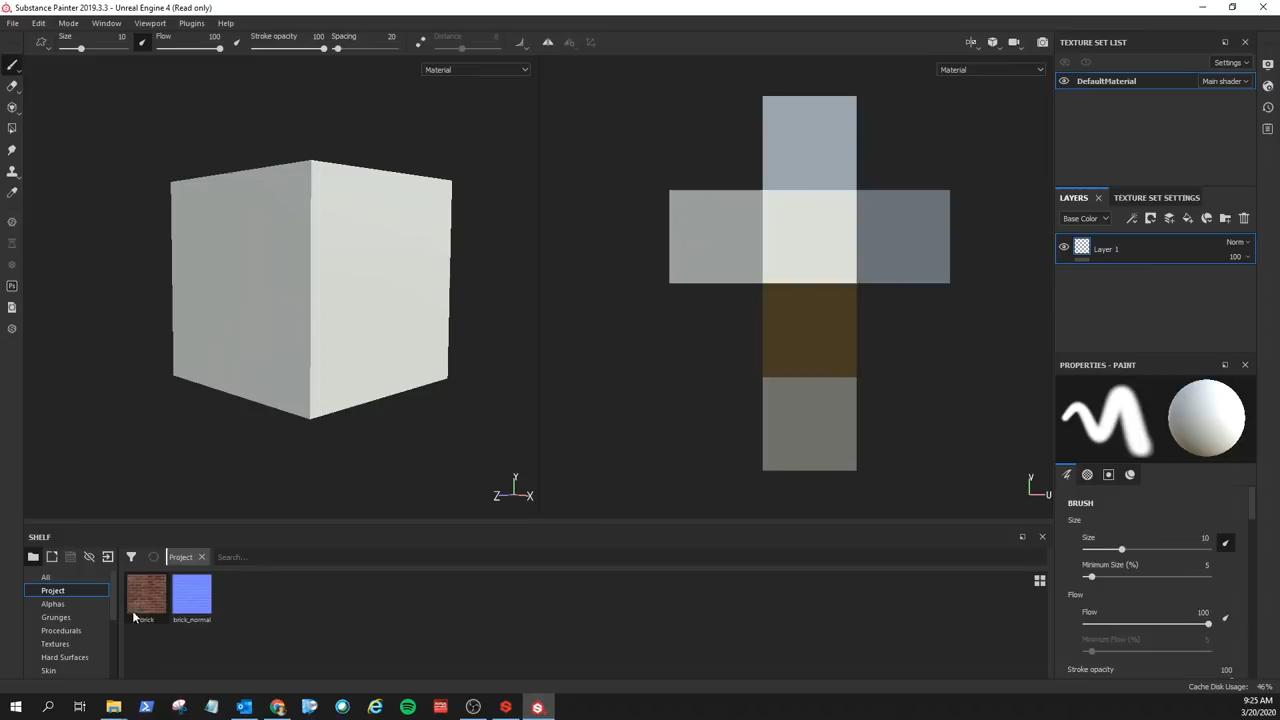 Substance Painter 2019.3.3 - Unreal Engine 4 (Read only)
File Edit Mode Window Viewport Plugins Help
Size 10 Flow 100 Stroke opacity 100 Spacing 20 Distance 8
Material
Material
TEXTURE SET LIST
Settings
DefaultMaterial Main shader
LAYERS TEXTURE SET SETTINGS
Base Color
Layer 1 Norm
100
PROPERTIES - PAINT
BRUSH
Size
Size 10
Minimum Size (%) 5
Flow
Flow 100
Minimum Flow (%) 5
Stroke opacity 100
Y
Z X
V
U
SHELF
Project Search...
All
Project
Alphas
Grunges
Procedurals
Textures
Hard Surfaces
Skin
brick brick_normal
Cache Disk Usage: 46%
Ps
9:25 AM
3/20/2020